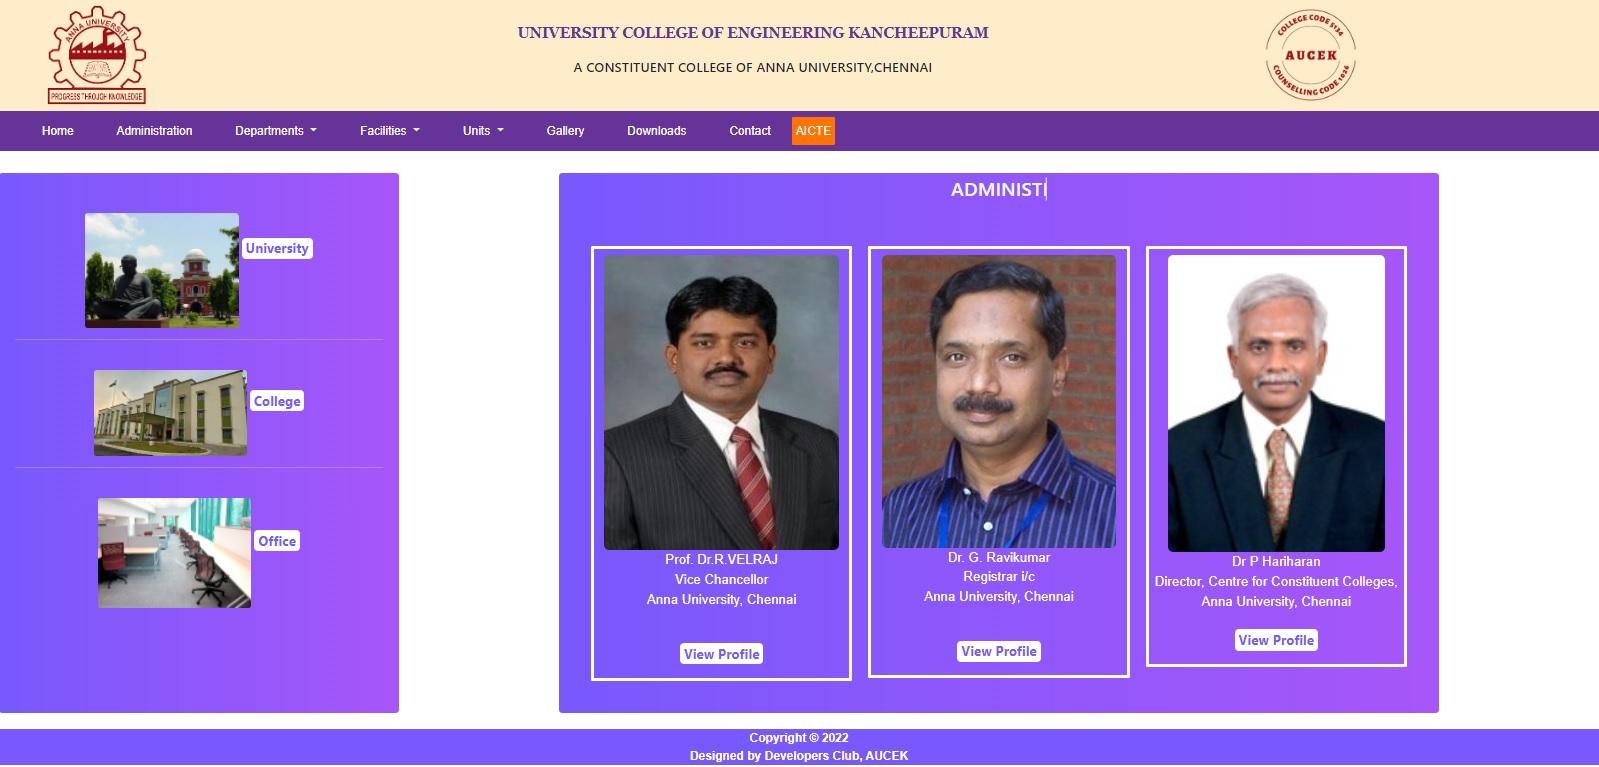 ANNA UNIVERSITY
PROGRESS THROUGH KNOWLEDGE
UNIVERSITY COLLEGE OF ENGINEERING KANCHEEPURAM
A CONSTITUENT COLLEGE OF ANNA UNIVERSITY,CHENNAI
COLLEGE CODE 5134
AUCEK
COUNSELLING CODE 1026
Home Administration Departments Facilities Units Gallery Downloads Contact AICTE
University
College
Office
ADMINISTI
Prof. Dr.R.VELRAJ
Vice Chancellor
Anna University, Chennai
View Profile
Dr. G. Ravikumar
Registrar i/c
Anna University, Chennai
View Profile
Dr P Hariharan
Director, Centre for Constituent Colleges,
Anna University, Chennai
View Profile
Copyright © 2022
Designed by Developers Club, AUCEK